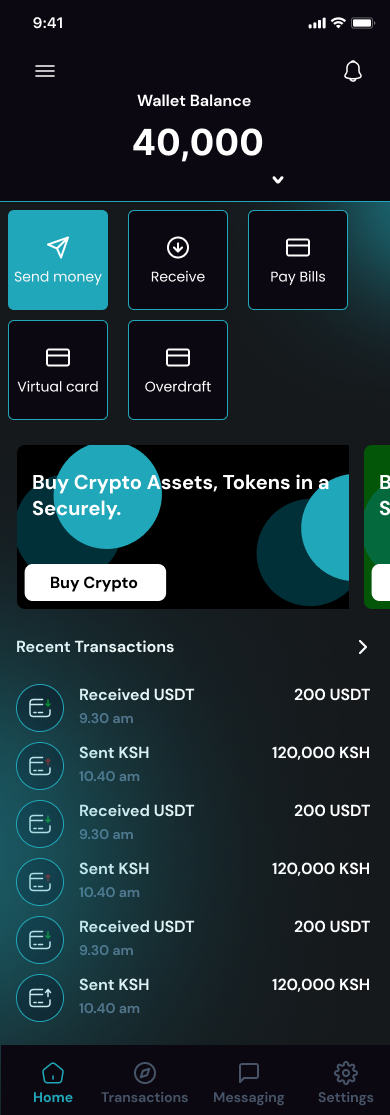 9:41
Wallet Balance
40,000
Send money
Receive
Pay Bills
Virtual card
Overdraft
Buy Crypto Assets, Tokens in a
Securely.
Buy Crypto
B
S
Recent Transactions
Received USDT
200 USDT
9.30 am
Sent KSH
120,000 KSH
10.40 am
Received USDT
200 USDT
9.30 am
Sent KSH
120,000 KSH
10.40 am
Received USDT
200 USDT
9.30 am
Sent KSH
120,000 KSH
10.40 am
Home
Transactions
Messaging
Settings